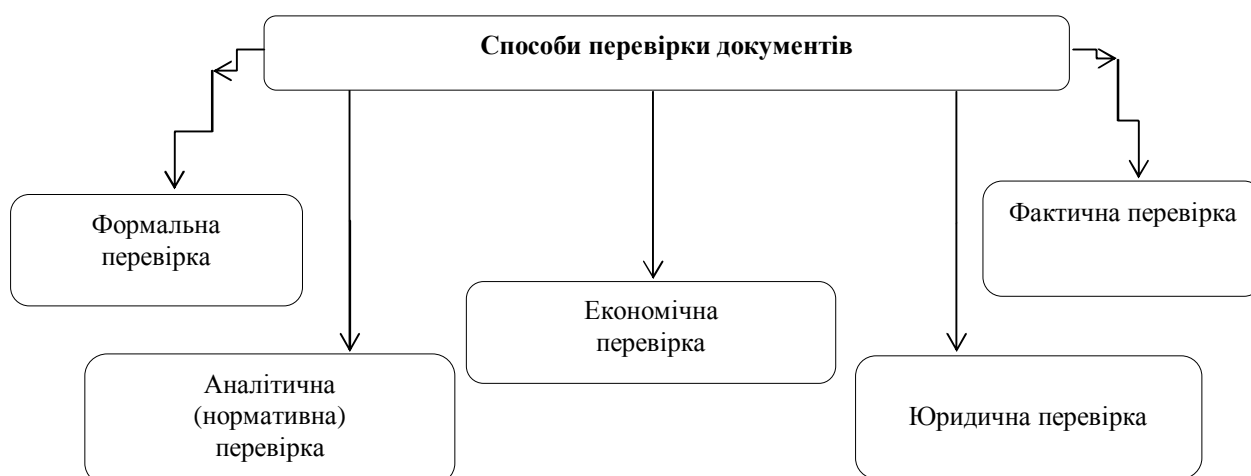 Способи перевірки документів
Формальна
перевірка
Фактична перевірка
Економічна
перевірка
Аналітична
(нормативна)
перевірка
Юридична перевірка